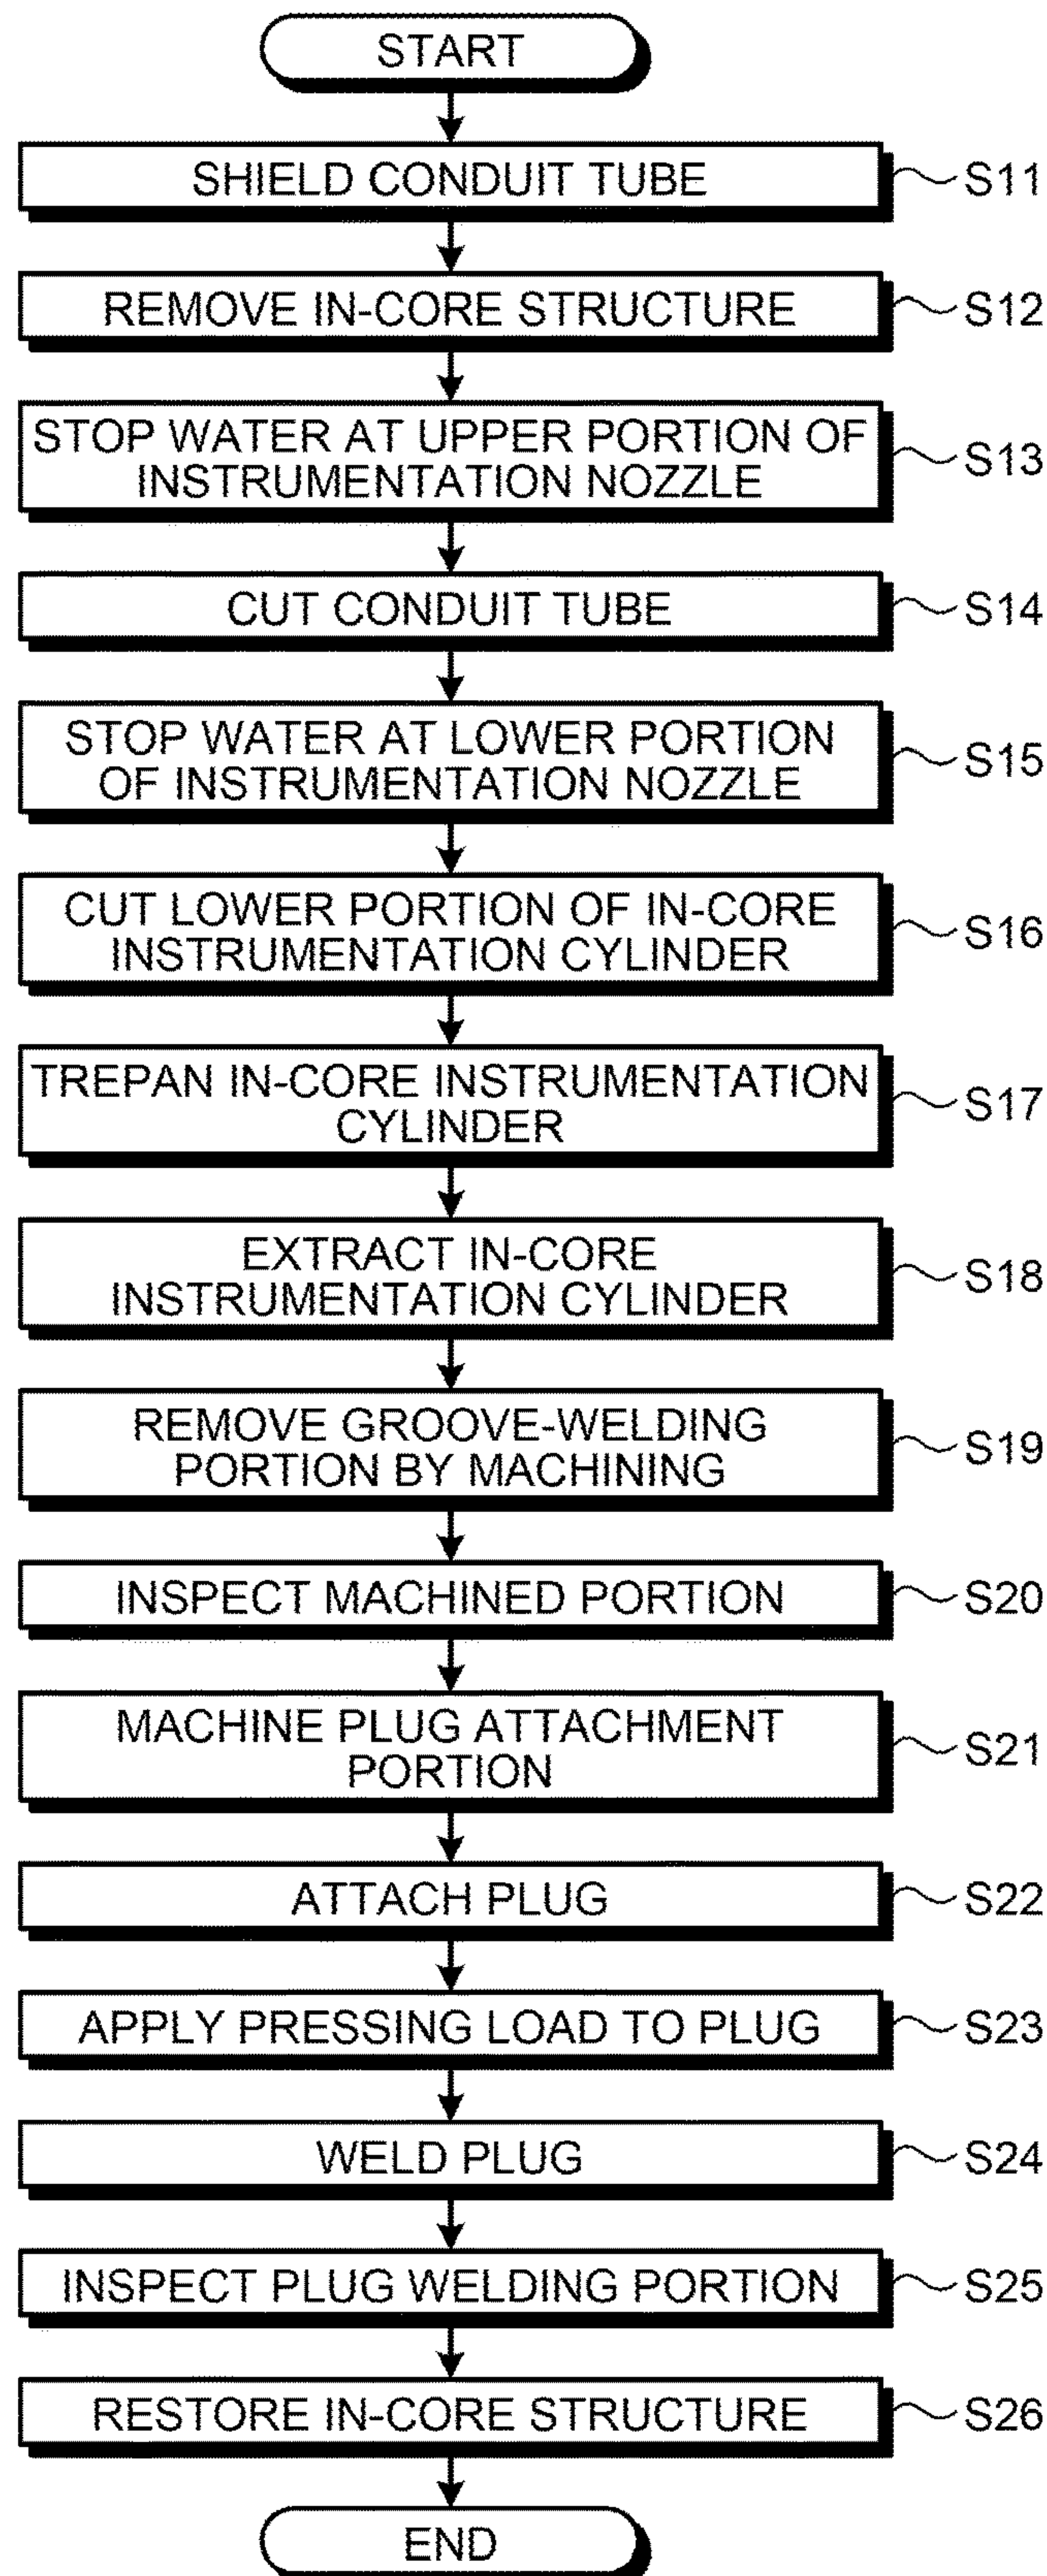 START
SHIELD CONDUIT TUBE
S11
REMOVE IN-CORE STRUCTURE
S12
STOP WATER AT UPPER PORTION OF
INSTRUMENTATION NOZZLE
S13
CUT CONDUIT TUBE
S14
STOP WATER AT LOWER PORTION
OF INSTRUMENTATION NOZZLE
S15
CUT LOWER PORTION OF IN-CORE
INSTRUMENTATION CYLINDER
S16
TREPAN IN-CORE INSTRUMENTATION
CYLINDER
S17
EXTRACT IN-CORE
INSTRUMENTATION CYLINDER
S18
REMOVE GROOVE-WELDING
PORTION BY MACHINING
S19
INSPECT MACHINED PORTION
S20
MACHINE PLUG ATTACHMENT
PORTION
S21
ATTACH PLUG
S22
APPLY PRESSING LOAD TO PLUG
S23
WELD PLUG
S24
INSPECT PLUG WELDING PORTION
S25
RESTORE IN-CORE STRUCTURE
S26
END